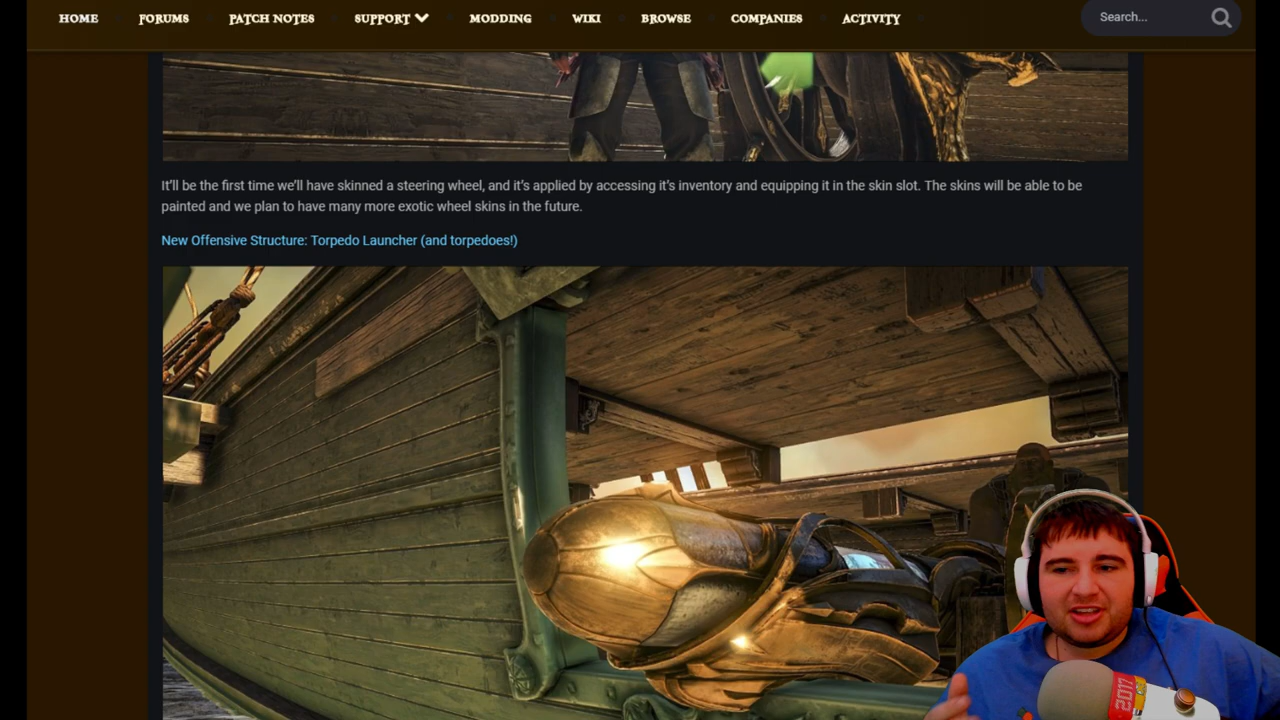 HOME FORUMS PATCH NOTES SUPPORT MODDING WIKI BROWSE COMPANIES ACTIVITY Search...
It'll be the first time we'll have skinned a steering wheel, and it's applied by accessing it's inventory and equipping it in the skin slot. The skins will be able to be
painted and we plan to have many more exotic wheel skins in the future.
New Offensive Structure: Torpedo Launcher (and torpedoes!)
2017